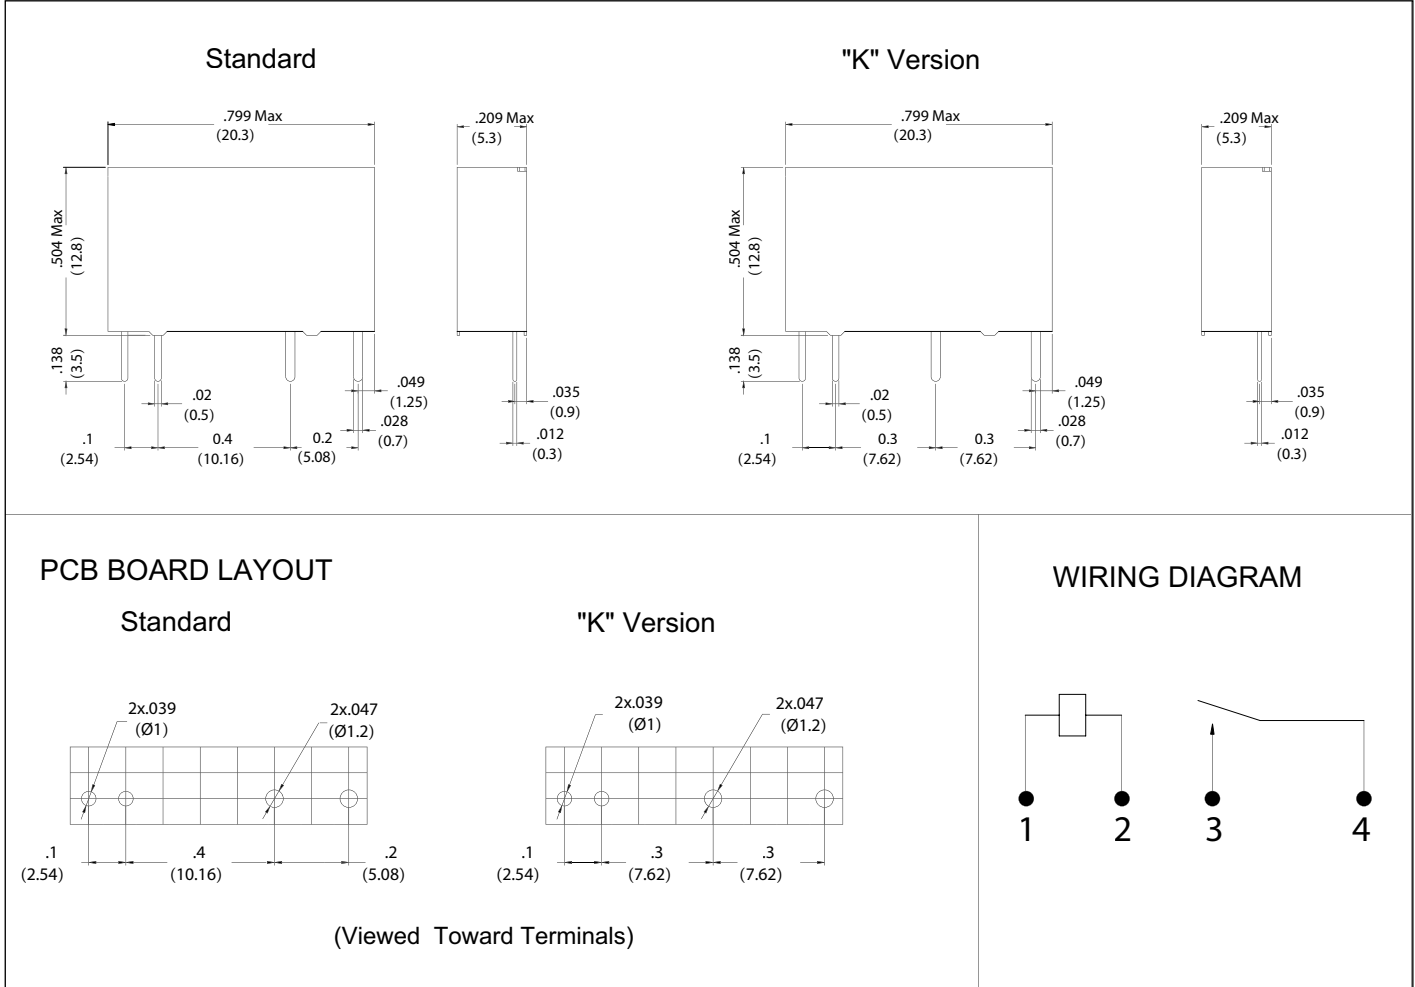 Standard
"K" Version
.799 Max
(20.3)
.209 Max
(5.3)
.799 Max
(20.3)
.209 Max
(5.3)
.504 Max
(12.8)
.504 Max
(12.8)
.138
(3.5)
.138
(3.5)
.02
(0.5)
.049
(1.25)
.028
(0.7)
.1
(2.54)
0.4
(10.16)
0.2
(5.08)
.035
(0.9)
.012
(0.3)
.02
(0.5)
.049
(1.25)
.028
(0.7)
.1
(2.54)
0.3
(7.62)
0.3
(7.62)
.035
(0.9)
.012
(0.3)
PCB BOARD LAYOUT
Standard
"K" Version
2x.039
(Ø1)
2x.047
(Ø1.2)
2x.039
(Ø1)
2x.047
(Ø1.2)
.1
(2.54)
.4
(10.16)
.2
(5.08)
.1
(2.54)
.3
(7.62)
.3
(7.62)
(Viewed Toward Terminals)
WIRING DIAGRAM
1 2 3 4